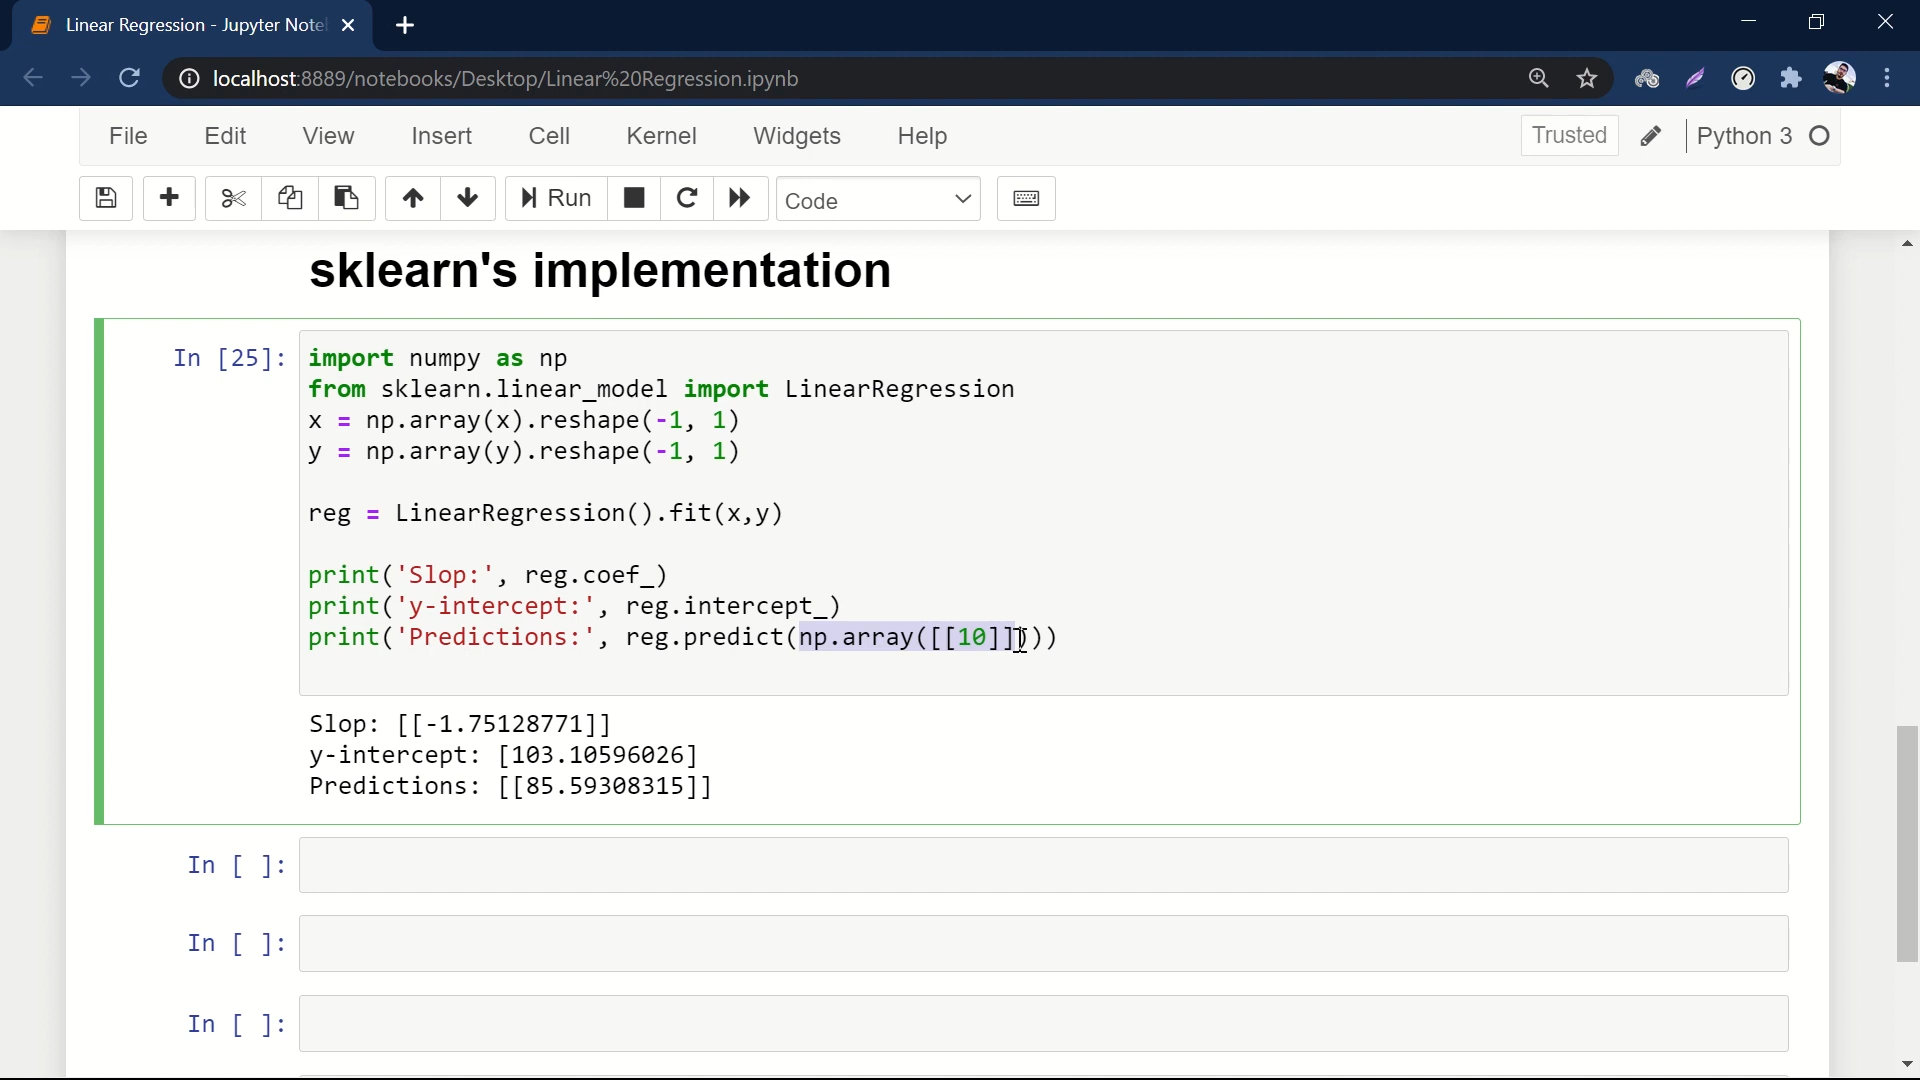 Linear Regression - Jupyter Note
localhost:8889/notebooks/Desktop/Linear%20Regression.ipynb
File Edit View Insert Cell Kernel Widgets Help Trusted Python 3
Run Code
sklearn's implementation
In [25]:
import numpy as np
from sklearn.linear_model import LinearRegression
x = np.array(x).reshape(-1, 1)
y = np.array(y).reshape(-1, 1)
reg = LinearRegression().fit(x,y)
print('Slop:', reg.coef_)
print('y-intercept:', reg.intercept_)
print('Predictions:', reg.predict(np.array([[10]])))
Slop: [[-1.75128771]]
y-intercept: [103.10596026]
Predictions: [[85.59308315]]
In [ ]:
In [ ]:
In [ ]: